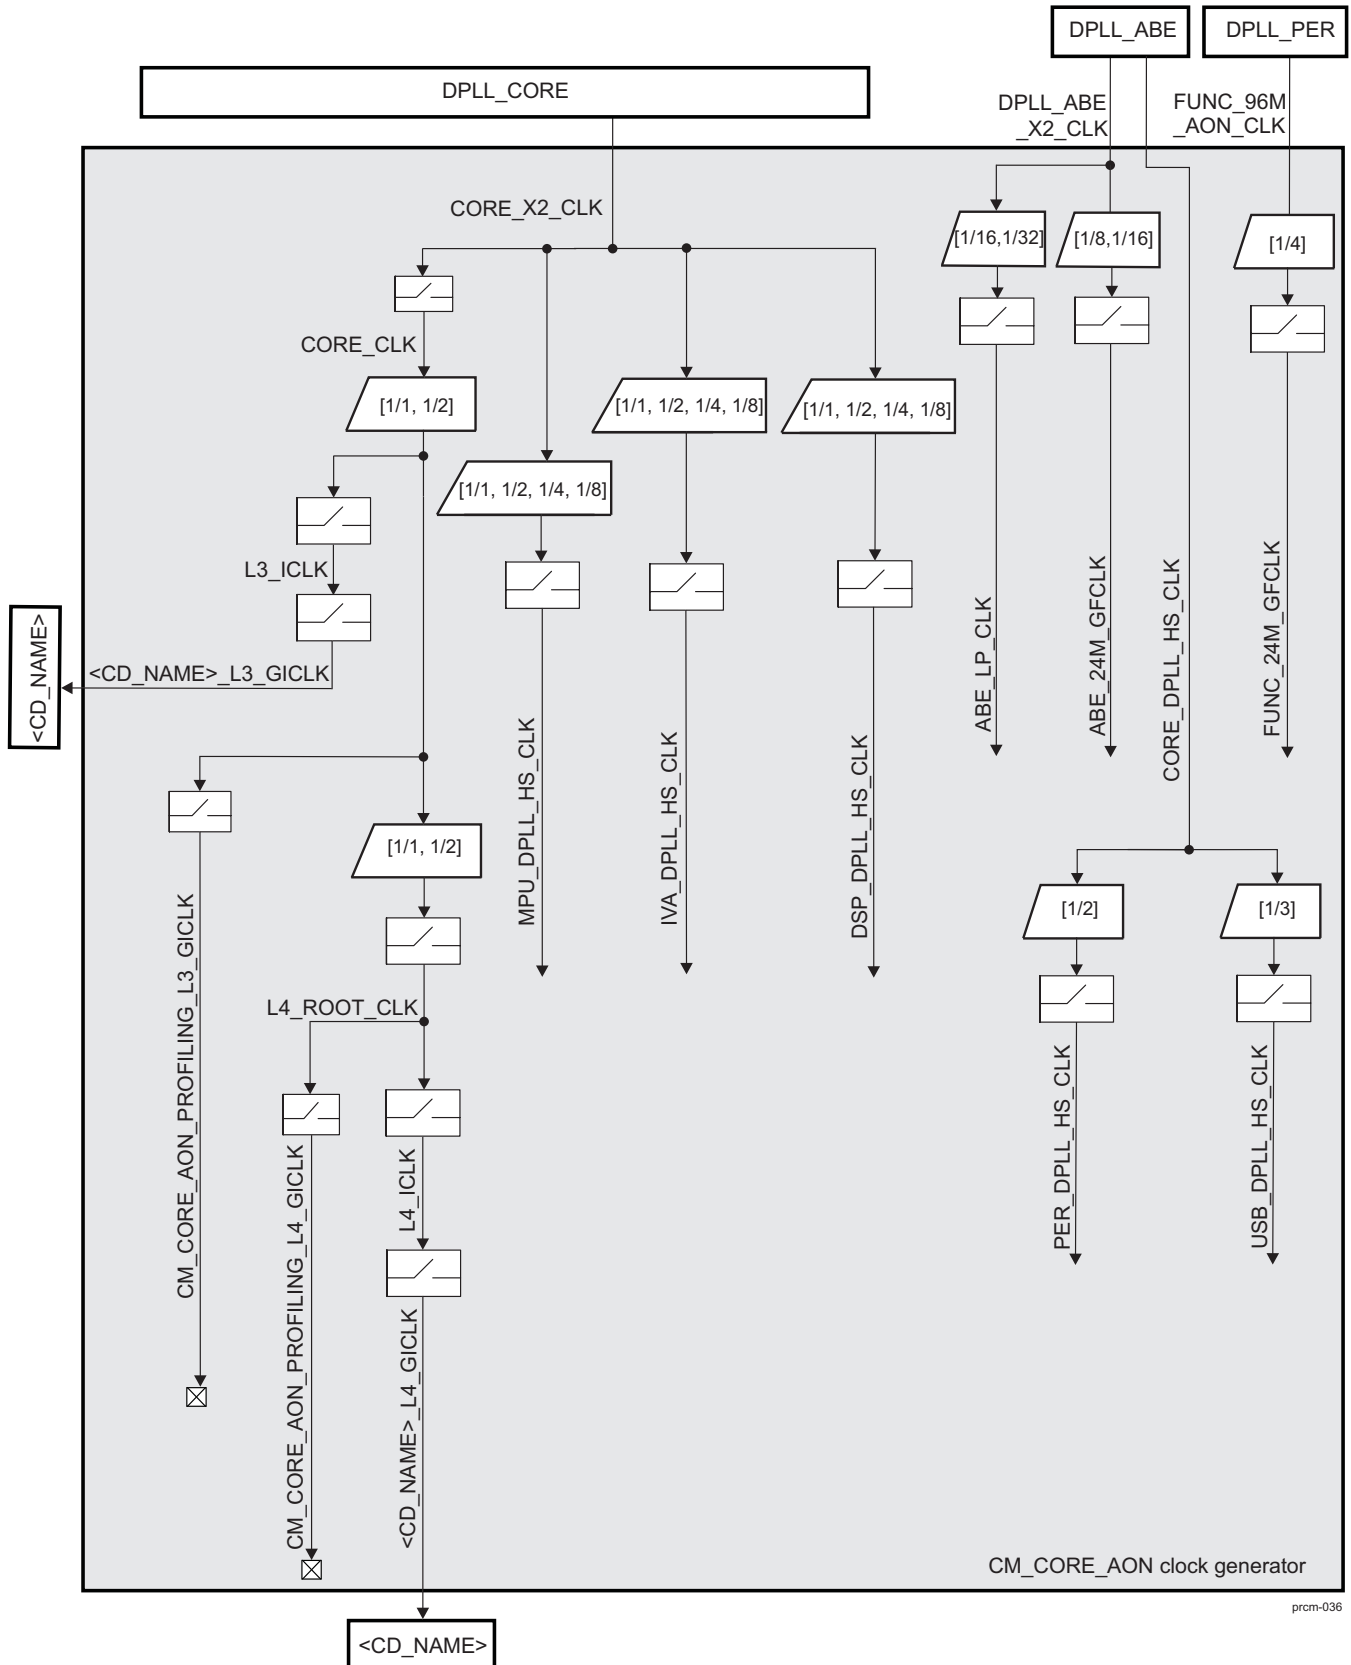 DPLL_ABE
DPLL_PER
DPLL_CORE
DPLL_ABE
_X2_CLK
FUNC_96M
_AON_CLK
CORE_X2_CLK
[1/16,1/32]
[1/8,1/16]
[1/4]
CORE_CLK
[1/1, 1/2]
[1/1, 1/2, 1/4, 1/8]
[1/1, 1/2, 1/4, 1/8]
[1/1, 1/2, 1/4, 1/8]
L3_ICLK
<CD_NAME>
<CD_NAME>_L3_GICLK
ABE_LP_CLK
ABE_24M_GFCLK
CORE_DPLL_HS_CLK
FUNC_24M_GFCLK
MPU_DPLL_HS_CLK
IVA_DPLL_HS_CLK
DSP_DPLL_HS_CLK
[1/1, 1/2]
[1/2]
[1/3]
CM_CORE_AON_PROFILING_L3_GICLK
L4_ROOT_CLK
PER_DPLL_HS_CLK
USB_DPLL_HS_CLK
CM_CORE_AON_PROFILING_L4_GICLK
L4_ICLK
<CD_NAME>_L4_GICLK
CM_CORE_AON clock generator
prcm-036
<CD_NAME>